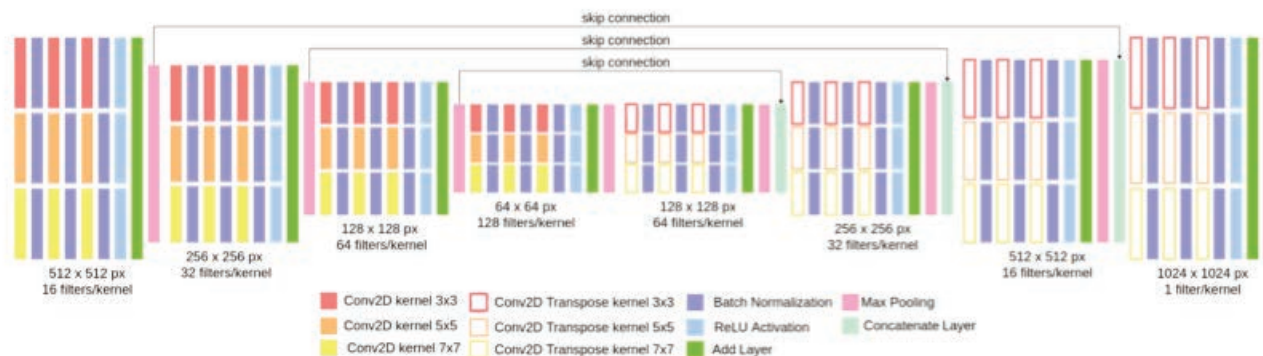 skip connection
skip connection
skip connection
512 x 512 px
16 filters/kernel
256 x 256 px
32 filters/kernel
128 x 128 px
64 filters/kernel
64 x 64 px
128 filters/kernel
128 x 128 px
64 filters/kernel
256 x 256 px
32 filters/kernel
512 x 512 px
16 filters/kernel
1024 x 1024 px
1 filter/kernel
Conv2D kernel 3x3
Conv2D Transpose kernel 3x3
Batch Normalization
Max Pooling
Conv2D kernel 5x5
Conv2D Transpose kernel 5x5
ReLU Activation
Concatenate Layer
Conv2D kernel 7x7
Conv2D Transpose kernel 7x7
Add Layer